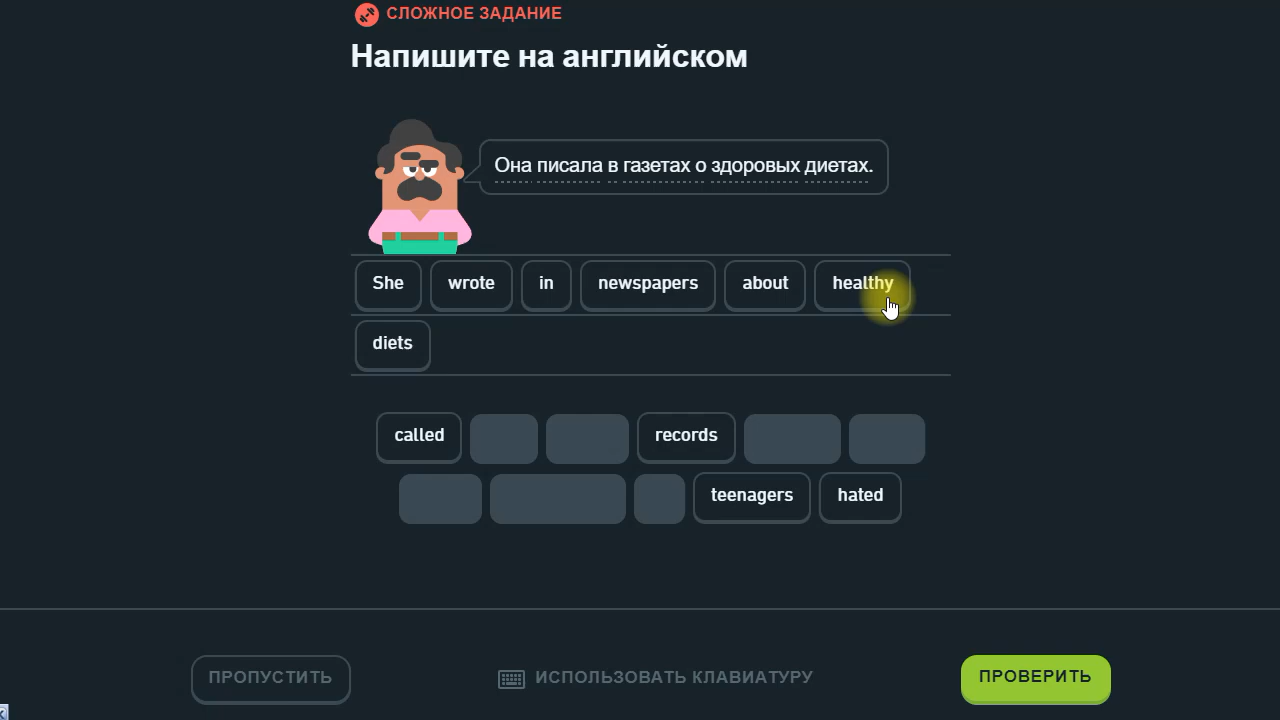 СЛОЖНОЕ ЗАДАНИЕ
Напишите на английском
Она писала в газетах о здоровых диетах.
She wrote in newspapers about healthy
diets
called records
teenagers hated
ПРОПУСТИТЬ ИСПОЛЬЗОВАТЬ КЛАВИАТУРУ ПРОВЕРИТЬ